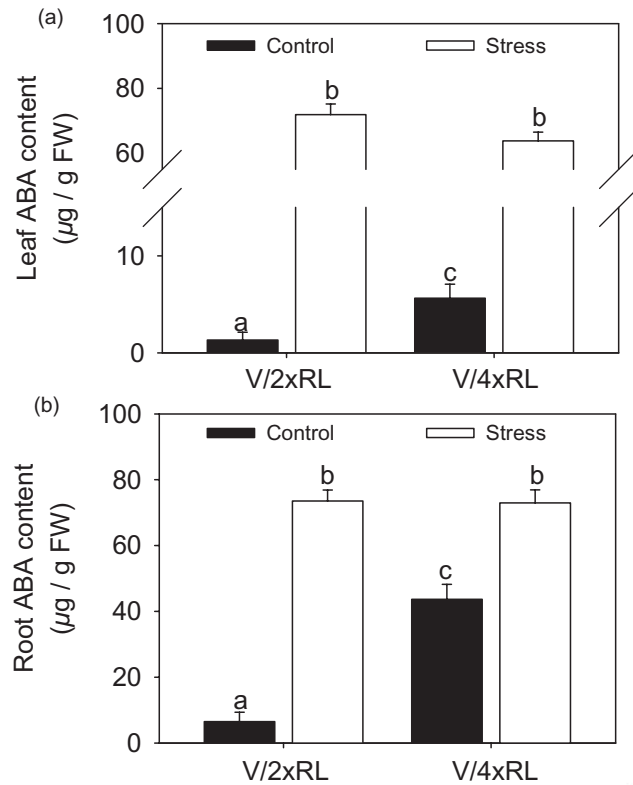 (a)
Leaf ABA content
(µg / g FW)
100
80
60
10
0
Control
Stress
a
b
c
b
V/2xRL
V/4xRL
(b)
Root ABA content
(µg / g FW)
100
80
60
40
20
0
Control
Stress
a
b
c
b
V/2xRL
V/4xRL